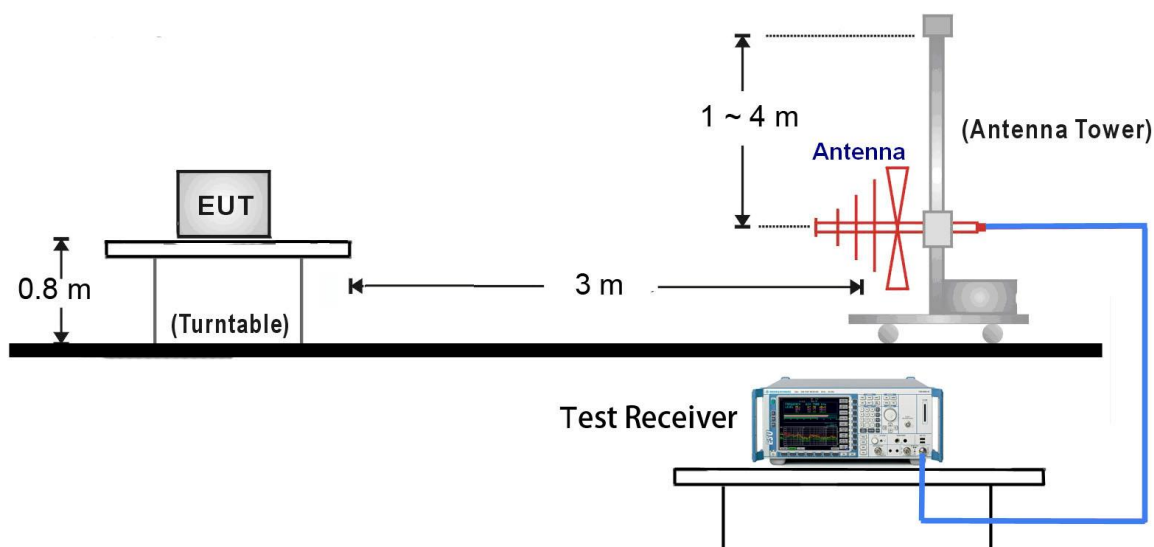 1 ~ 4 m
(Antenna Tower)
Antenna
EUT
0.8 m
3 m
(Turntable)
Test Receiver